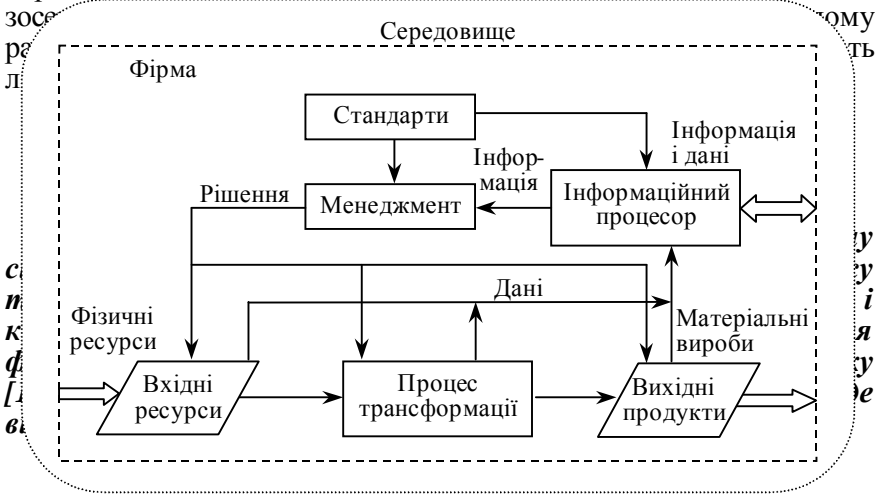 Середовище
Фірма
Стандарти
Інформація
і дані
Інфор-
мація
Рішення
Менеджмент
Інформаційний
процесор
Дані
Фізичні
ресурси
Матеріальні
вироби
Вхідні
ресурси
Процес
трансформації
Вихідні
продукти